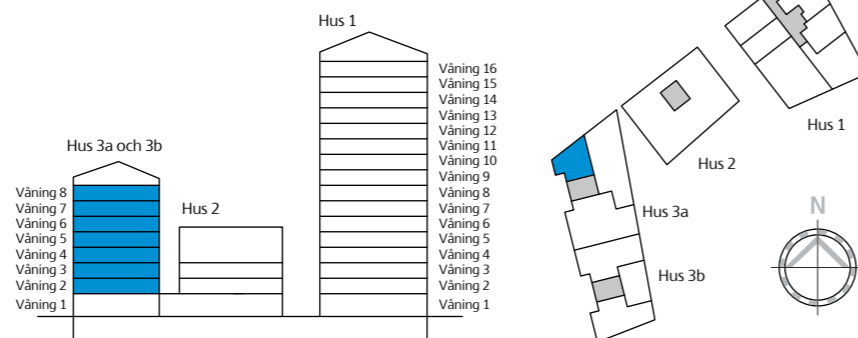 Hus 1
Våning 16
Våning 15
Våning 14
Våning 13
Våning 12
Våning 11
Våning 10
Våning 9
Våning 8
Våning 7
Våning 6
Våning 5
Våning 4
Våning 3
Våning 2
Våning 1
Hus 3a och 3b
Våning 8
Våning 7
Våning 6
Våning 5
Våning 4
Våning 3
Våning 2
Våning 1
Hus 2
Hus 1
Hus 2
Hus 3a
Hus 3b
N